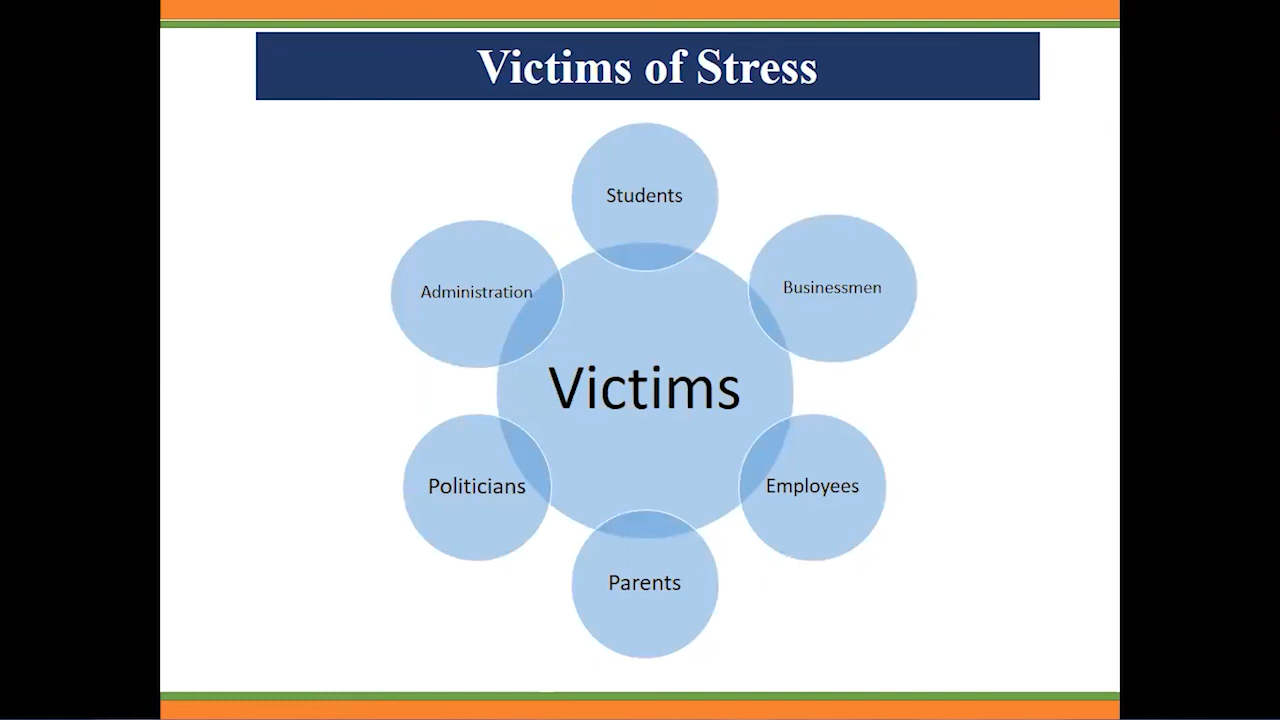 Victims of Stress
Students
Businessmen
Administration
Victims
Politicians
Employees
Parents